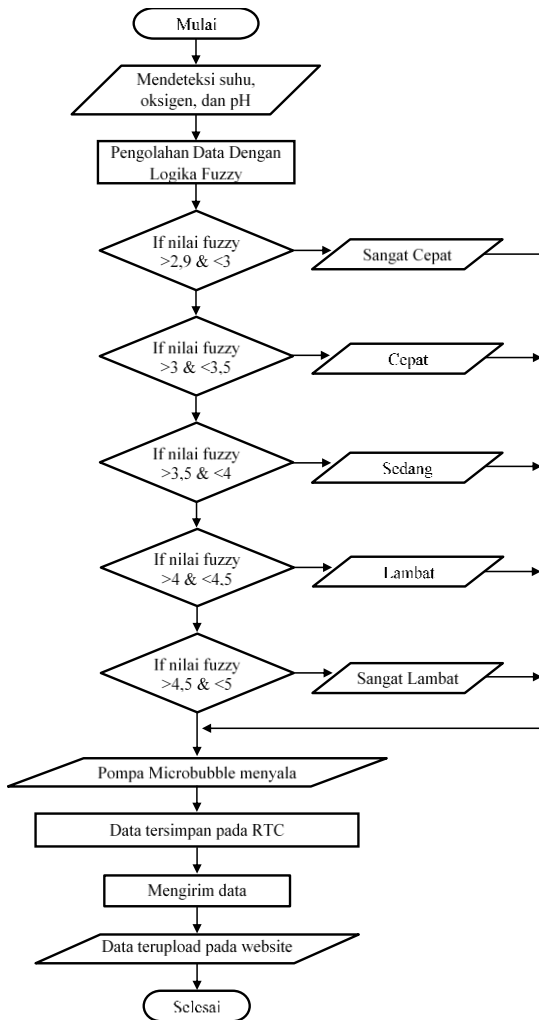 Mulai
Mendeteksi suhu,
oksigen, dan pH
Pengolahan Data Dengan
Logika Fuzzy
If nilai fuzzy
>2,9 & <3
Sangat Cepat
If nilai fuzzy
>3 & <3,5
Cepat
If nilai fuzzy
>3,5 & <4
Sedang
If nilai fuzzy
>4 & <4,5
Lambat
If nilai fuzzy
>4,5 & <5
Sangat Lambat
Pompa Microbubble menyala
Data tersimpan pada RTC
Mengirim data
Data terupload pada website
Selesai